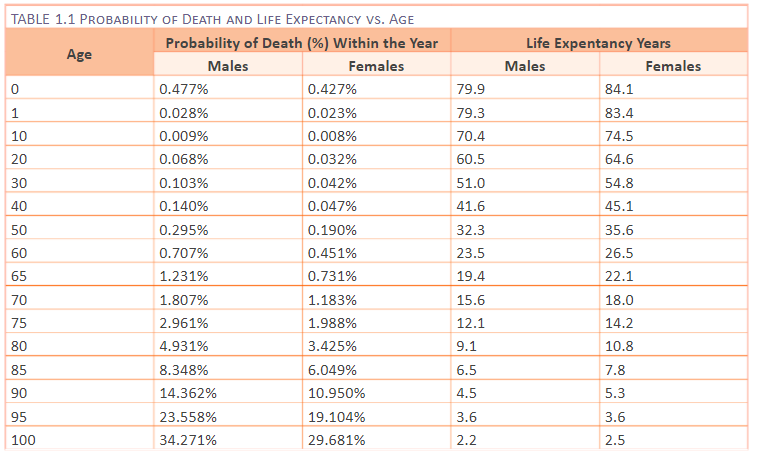 TABLE 1.1 PROBABILITY OF DEATH AND LIFE EXPECTANCY VS. AGE
Age Probability of Death (%) Within the Year Life Expentancy Years
Males Females Males Females
0 0.477% 0.427% 79.9 84.1
1 0.028% 0.023% 79.3 83.4
10 0.009% 0.008% 70.4 74.5
20 0.068% 0.032% 60.5 64.6
30 0.103% 0.042% 51.0 54.8
40 0.140% 0.047% 41.6 45.1
50 0.295% 0.190% 32.3 35.6
60 0.707% 0.451% 23.5 26.5
65 1.231% 0.731% 19.4 22.1
70 1.807% 1.183% 15.6 18.0
75 2.961% 1.988% 12.1 14.2
80 4.931% 3.425% 9.1 10.8
85 8.348% 6.049% 6.5 7.8
90 14.362% 10.950% 4.5 5.3
95 23.558% 19.104% 3.6 3.6
100 34.271% 29.681% 2.2 2.5